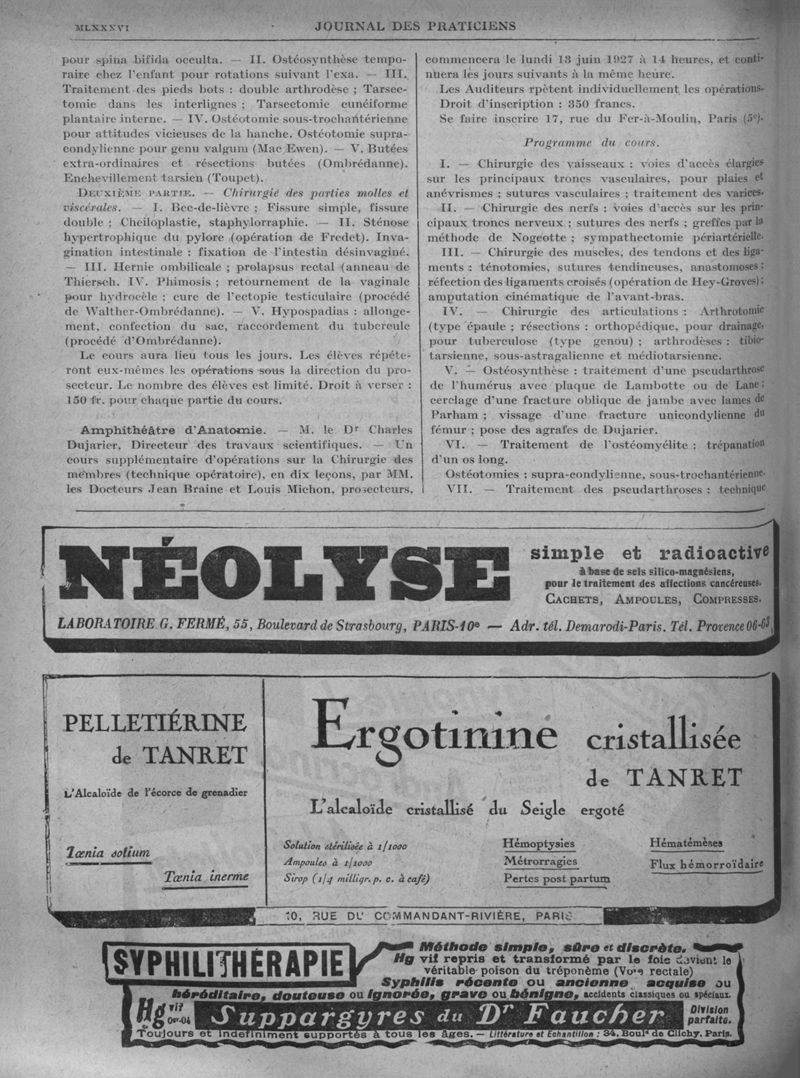 MLXXXVI
JOURNAL DES PRATICIENS
pour spina bifida occulta. — II. Ostéosynthèse tempo-
raire chez l'enfant pour rotations suivant l'exa. — III.
Traitement des pieds bots : double arthrodèse ; Tarsec-
tomie dans les interlignes ; Tarsectomie cunéiforme
plantaire interne. — IV. Ostéotomie sous-trochantérienne
pour attitudes vicieuses de la hanche. Ostéotomie supra-
condylienne pour genu valgum (Mac Ewen). — V. Butées
extra-ordinaires et résections butées (Ombrédanne).
Enchevillement tarsien (Toupet).
DEUXIÈME PARTIE. — Chirurgie des parties molles et
viscérales. — I. Bec-de-lièvre ; Fissure simple, fissure
double ; Cheiloplastie, staphylorraphie. — II. Sténose
hypertrophique du pylore (opération de Fredet). Inva-
gination intestinale : fixation de l'intestin désinvaginé.
— III. Hernie ombilicale ; prolapsus rectal (anneau de
Thiersch. IV. Phimosis ; retournement de la vaginale
pour hydrocèle ; cure de l'ectopie testiculaire (procédé
de Walther-Ombrédanne). — V. Hypospadias : allonge-
ment, confection du sac, raccordement du tubercule
(procédé d'Ombrédanne).
Le cours aura lieu tous les jours. Les élèves répéte-
ront eux-mêmes les opérations sous la direction du pro-
secteur. Le nombre des élèves est limité. Droit à verser :
150 fr. pour chaque partie du cours.
Amphithéâtre d'Anatomie. — M. le Dr Charles
Dujarier, Directeur des travaux scientifiques. — Un
cours supplémentaire d'opérations sur la Chirurgie des
membres (technique opératoire), en dix leçons, par MM.
les Docteurs Jean Braine et Louis Michon, prosecteurs,
commencera le lundi 13 juin 1927 à 14 heures, et conti-
nuera les jours suivants à la même heure.
Les Auditeurs rpètent individuellement les opérations.
Droit d'inscription : 350 francs.
Se faire inscrire 17, rue du Fer-à-Moulin, Paris (5e).
Programme du cours.
I. — Chirurgie des vaisseaux : voies d'accès élargies
sur les principaux troncs vasculaires, pour plaies et
anévrismes ; sutures vasculaires ; traitement des varices.
II. — Chirurgie des nerfs : voies d'accès sur les prin-
cipaux troncs nerveux ; sutures des nerfs ; greffes par la
méthode de Nogeotte ; sympathectomie périartérielle.
III. — Chirurgie des muscles, des tendons et des liga-
ments : ténotomies, sutures tendineuses, anastomoses ;
réfection des ligaments croisés (opération de Hey-Groves) ;
amputation cinématique de l'avant-bras.
IV. — Chirurgie des articulations : Arthrotomie
(type épaule ; résections : orthopédique, pour drainage,
pour tuberculose (type genou) ; arthrodèses : tibio-
tarsienne, sous-astragalienne et médiotarsienne.
V. — Ostéosynthèse : traitement d'une pseudarthrose
de l'humérus avec plaque de Lambotte ou de Lane ;
cerclage d'une fracture oblique de jambe avec lames de
Parham ; vissage d'une fracture unicondylienne du
fémur ; pose des agrafes de Dujarier.
VI. — Traitement de l'ostéomyélite : trépanation
d'un os long.
Ostéotomies : supra-condylienne, sous-trochantérienne.
VII. — Traitement des pseudarthroses : technique
NÉOLYSE
simple et radioactive
à base de sels silico-magnésiens,
pour le traitement des affections cancéreuses.
CACHETS, AMPOULES, COMPRESSES.
LABORATOIRE G. FERMÉ, 55, Boulevard de Strasbourg, PARIS-10e — Adr. tél. Demarodi-Paris. Tél. Provence 06-63
PELLETIÉRINE
de TANRET
L'Alcaloïde de l'écorce de grenadier
Tœnia solium
Tœnia inerme
Ergotinine cristallisée
de TANRET
L'alcaloïde cristallisé du Seigle ergoté
Solution stérilisée à 1/1000
Ampoules à 1/1000
Sirop (1/4 milligr. p. c. à café)
Hémoptysies
Métrorragies
Pertes post partum
Hématémèses
Flux hémorroïdaire
10, RUE DU COMMANDANT-RIVIÈRE, PARIS
SYPHILITHÉRAPIE
Méthode simple, sûre et discrète.
Hg vif repris et transformé par le foie devient le
véritable poison du tréponème (Voie rectale)
Syphilis récente ou ancienne acquise ou
héréditaire, douteuse ou ignorée, grave ou bénigne, accidents classiques ou spéciaux.
Hg vif
0gr-04
Suppargyres du Dr Faucher
Division
parfaite.
Toujours et indéfiniment supportés à tous les âges. — Littérature et Echantillon : 34, Bould de Clichy. Paris.